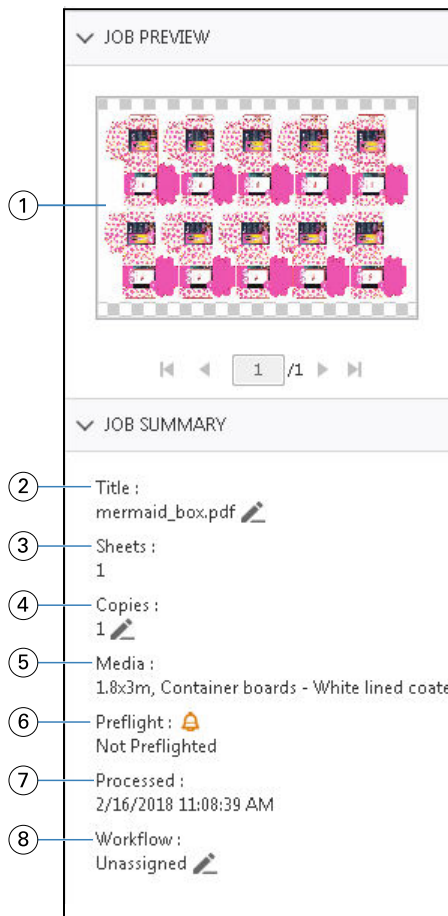 JOB PREVIEW
1
1 /1
JOB SUMMARY
2 Title :
mermaid_box.pdf
3 Sheets :
1
4 Copies :
1
5 Media :
1.8x3m, Container boards - White lined coate
6 Preflight :
Not Preflighted
7 Processed :
2/16/2018 11:08:39 AM
8 Workflow :
Unassigned